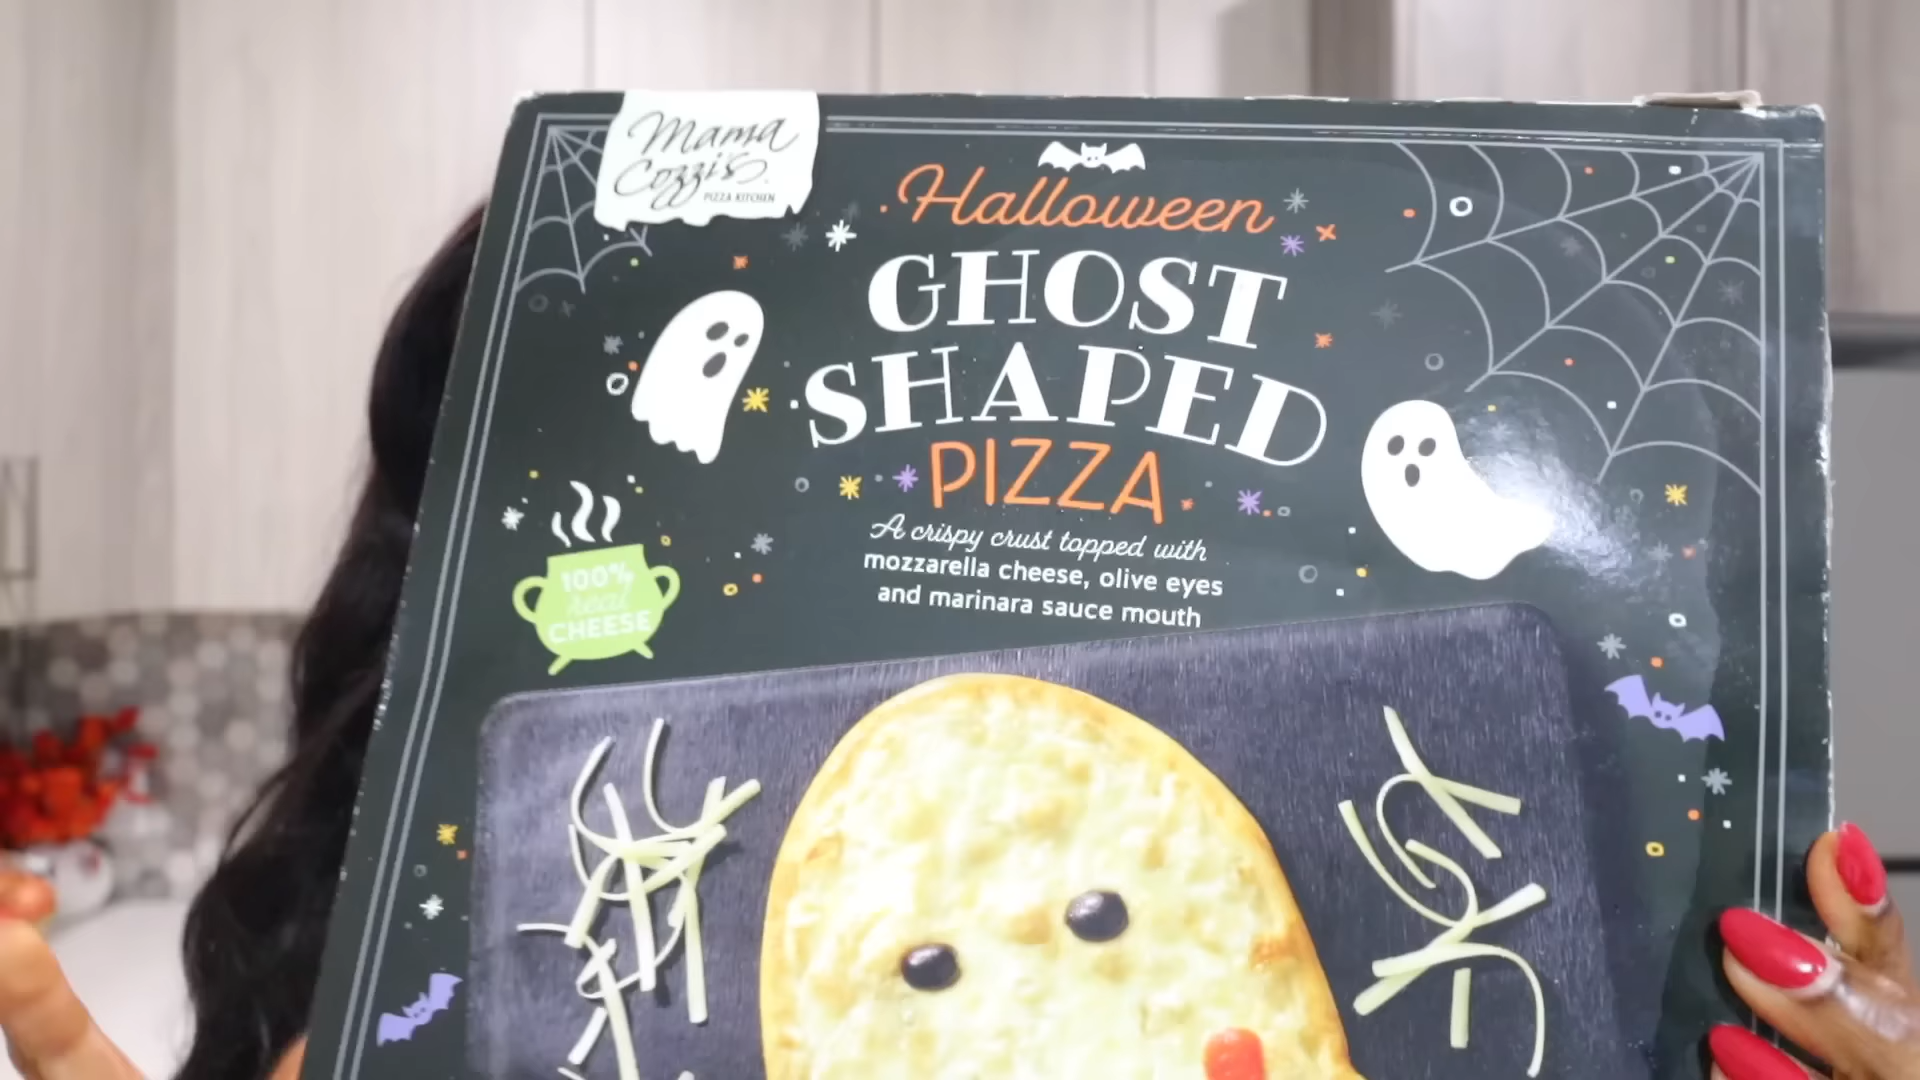 Mama
Cozzi's
PIZZA KITCHEN
Halloween
GHOST
SHAPED
PIZZA
A crispy crust topped with
mozzarella cheese, olive eyes
and marinara sauce mouth
100%
real
CHEESE